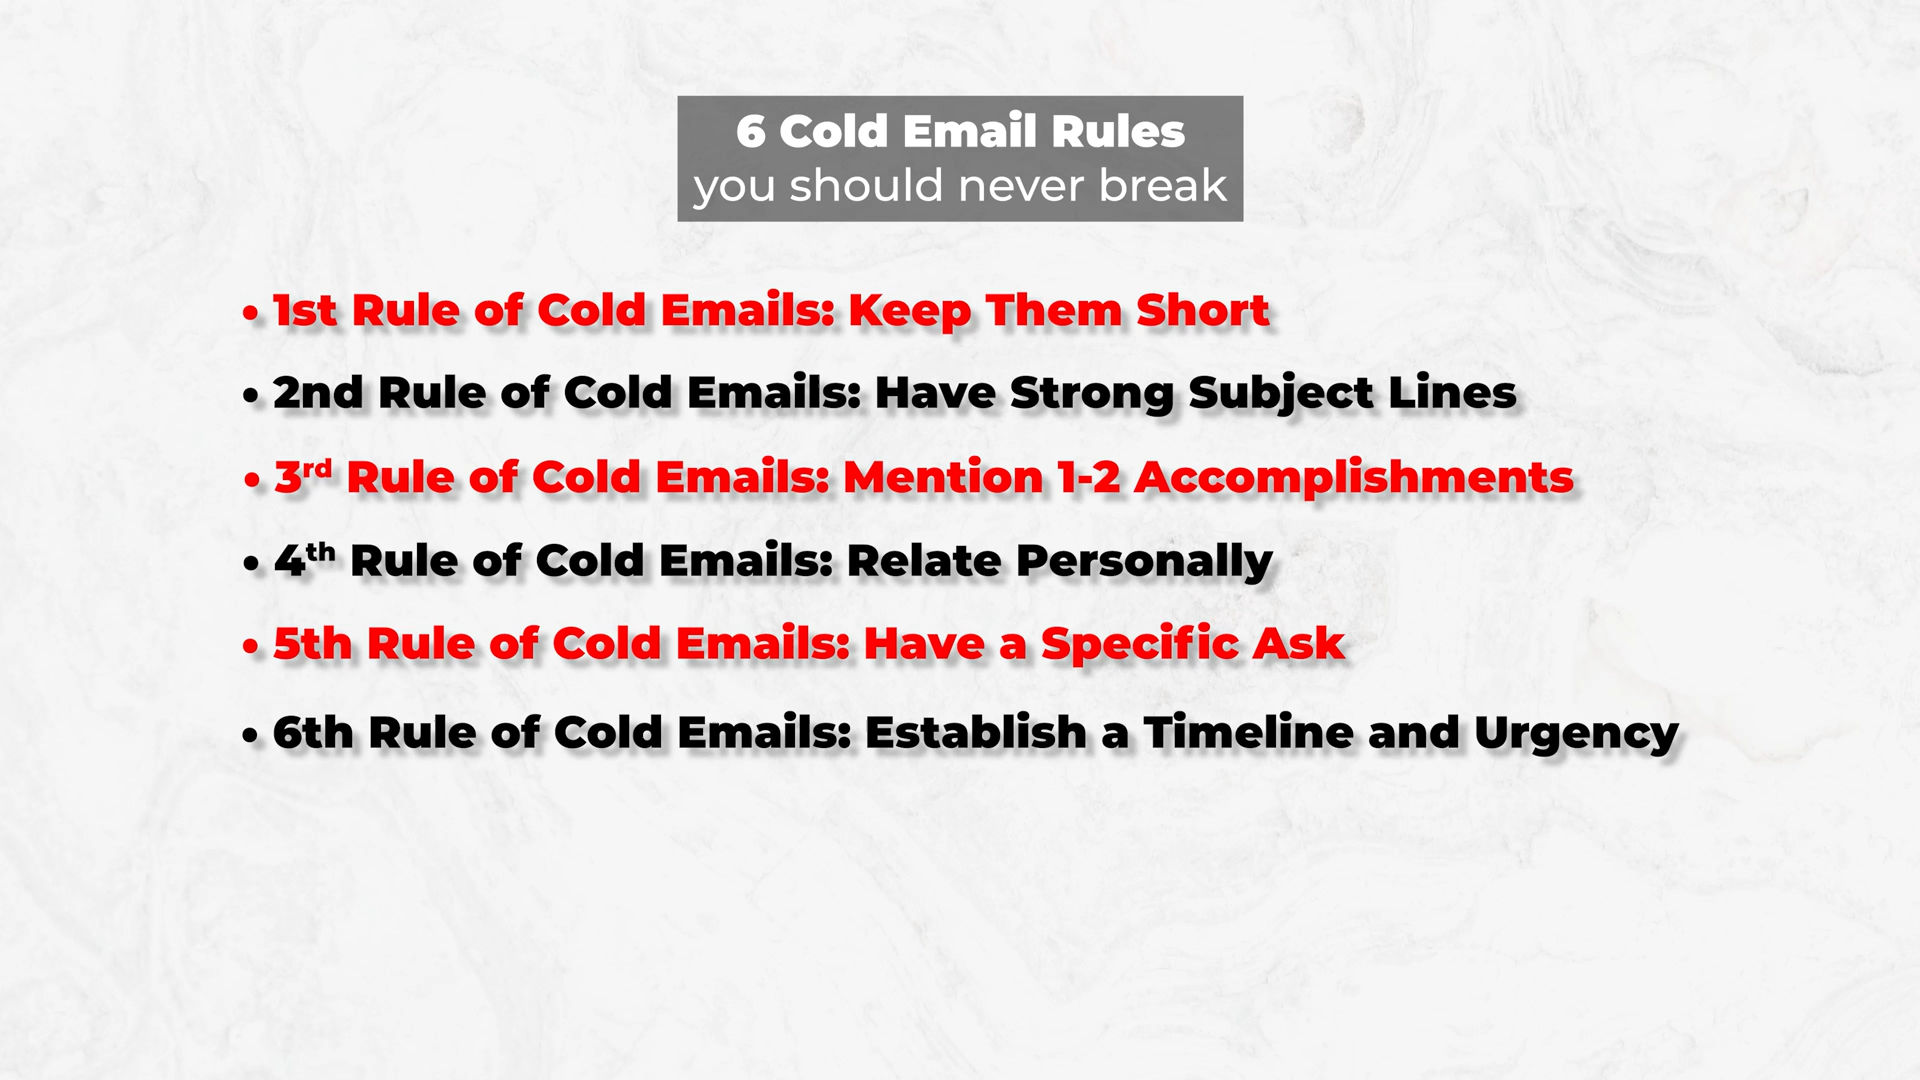 6 Cold Email Rules
you should never break
• 1st Rule of Cold Emails: Keep Them Short
• 2nd Rule of Cold Emails: Have Strong Subject Lines
• 3rd Rule of Cold Emails: Mention 1-2 Accomplishments
• 4th Rule of Cold Emails: Relate Personally
• 5th Rule of Cold Emails: Have a Specific Ask
• 6th Rule of Cold Emails: Establish a Timeline and Urgency